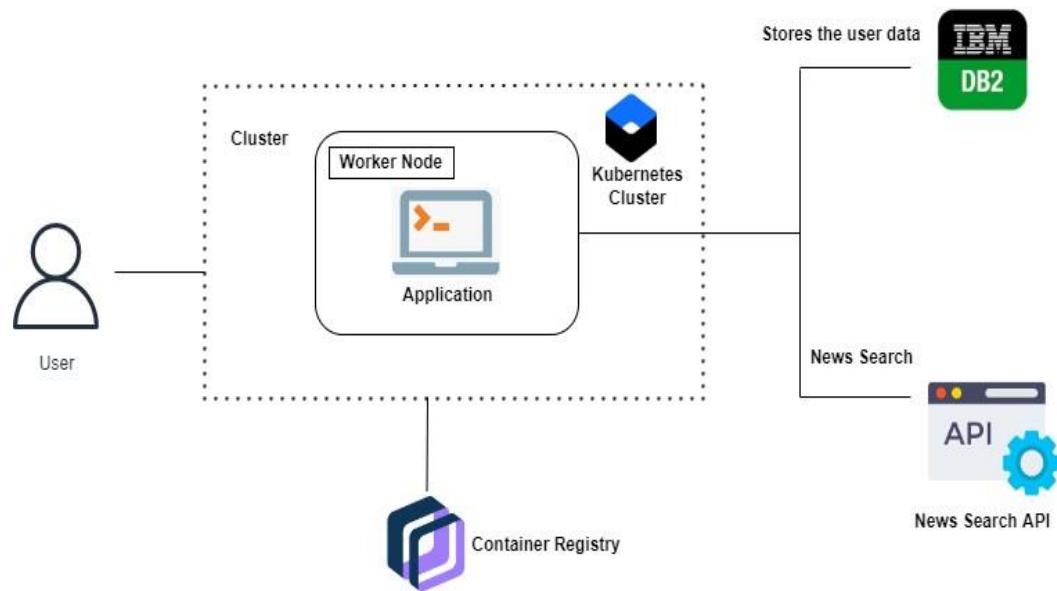 Stores the user data
IBM
DB2
Cluster
Worker Node
Kubernetes
Cluster
Application
User
News Search
API
News Search API
Container Registry